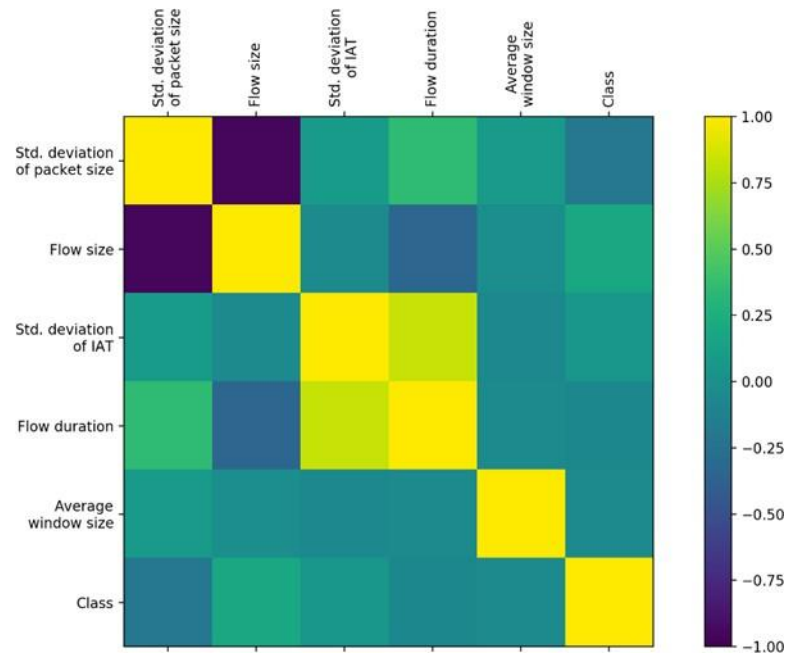 Std. deviation
of packet size
Flow size
Std. deviation
of IAT
Flow duration
Average
window size
Class
Std. deviation
of packet size
Flow size
Std. deviation
of IAT
Flow duration
Average
window size
Class
1.00
0.75
0.50
0.25
0.00
−0.25
−0.50
−0.75
−1.00